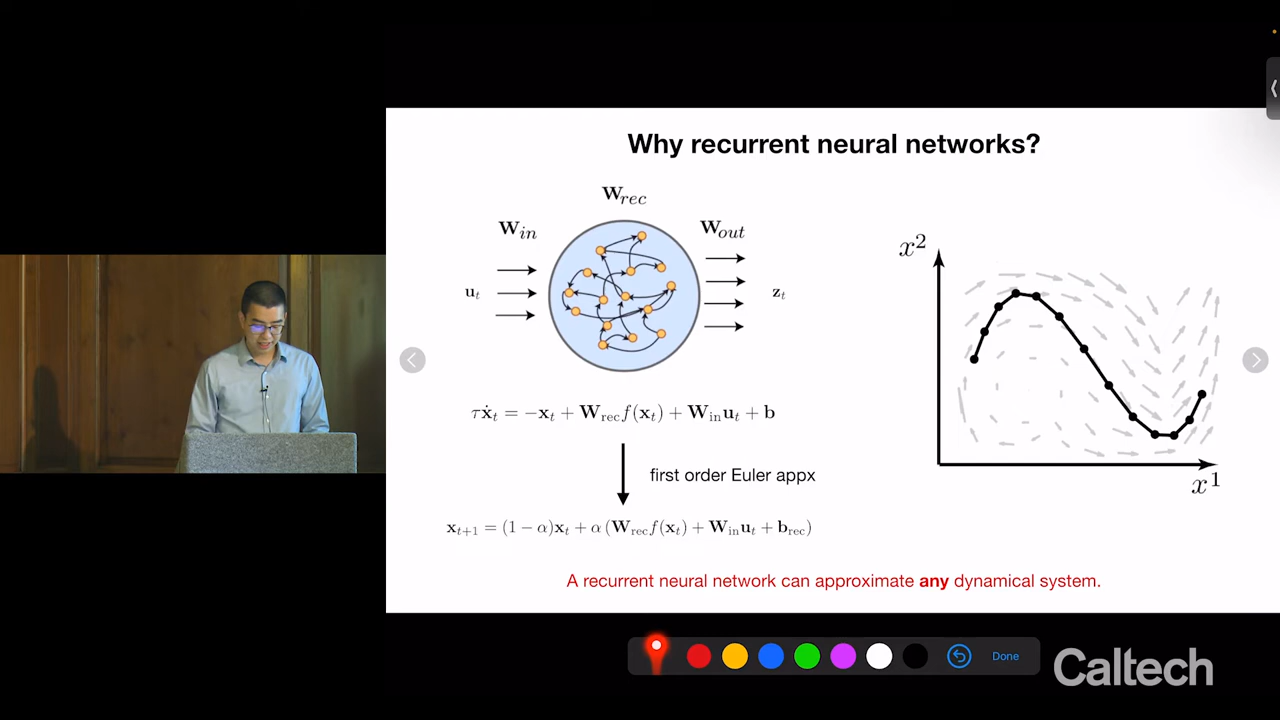 Why recurrent neural networks?
W_rec
W_in
W_out
u_t
z_t
τẋ_t = −x_t + W_rec f(x_t) + W_in u_t + b
first order Euler appx
x_{t+1} = (1 − α)x_t + α (W_rec f(x_t) + W_in u_t + b_rec)
x^2
x^1
A recurrent neural network can approximate any dynamical system.
Done
Caltech